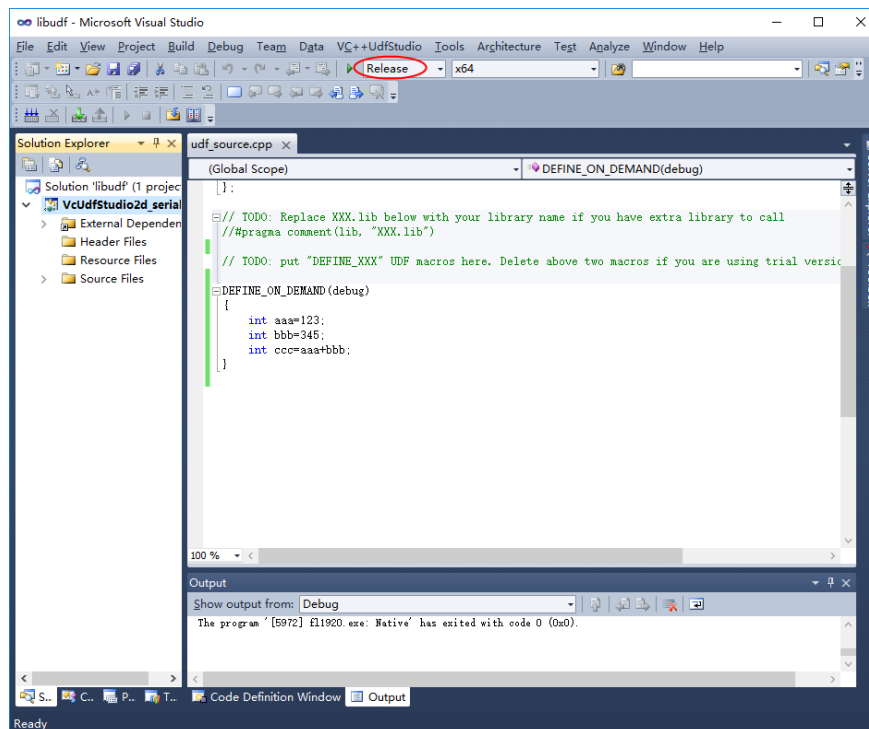 libudf - Microsoft Visual Studio
File Edit View Project Build Debug Team Data VC++UdfStudio Tools Architecture Test Analyze Window Help
Release x64
Solution Explorer
udf_source.cpp
(Global Scope) DEFINE_ON_DEMAND(debug)
Solution 'libudf' (1 projec
VcUdfStudio2d_serial
External Dependen
Header Files
Resource Files
Source Files
};
// TODO: Replace XXX.lib below with your library name if you have extra library to call
//#pragma comment(lib, "XXX.lib")
// TODO: put "DEFINE_XXX" UDF macros here. Delete above two macros if you are using trial versic
DEFINE_ON_DEMAND(debug)
{
int aaa=123;
int bbb=345;
int ccc=aaa+bbb;
}
100 %
Output
Show output from: Debug
The program '[5972] fl1920.exe: Native' has exited with code 0 (0x0).
S... C... P... T... Code Definition Window Output
Ready